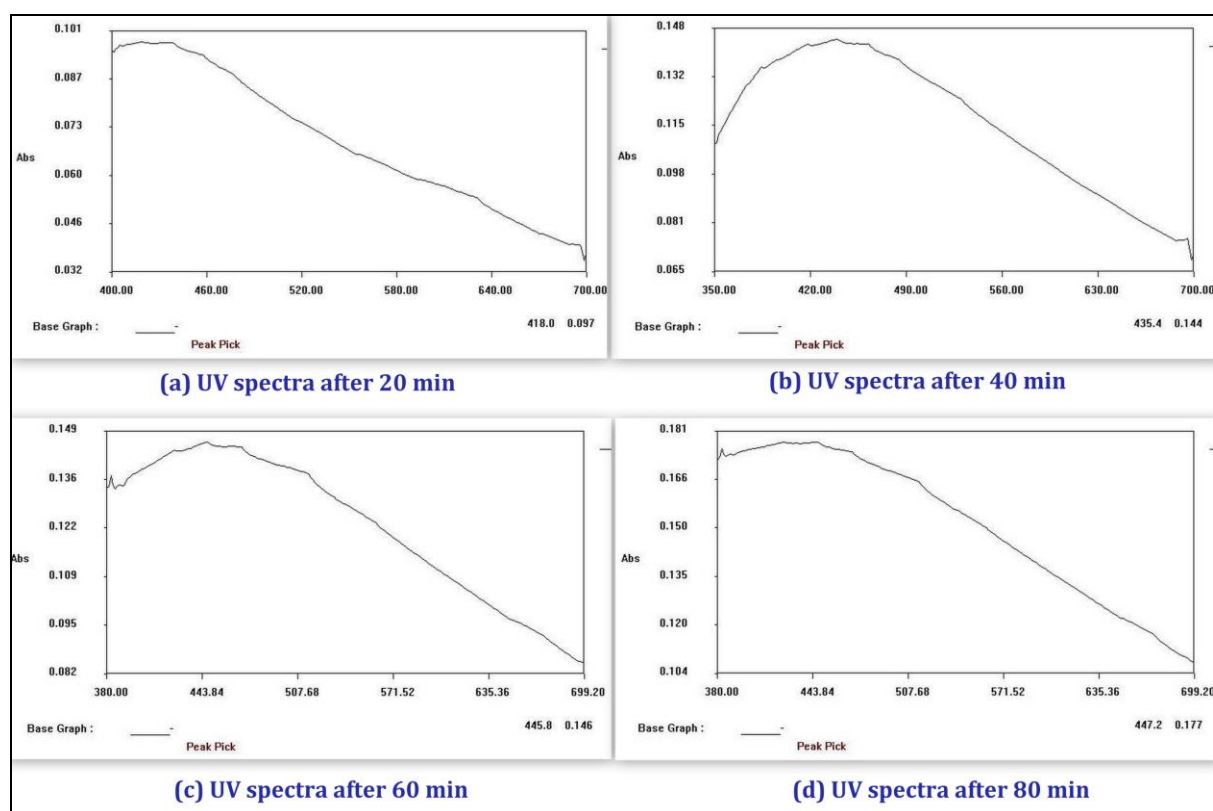 0.101
0.087
0.073
Abs
0.060
0.046
0.032
400.00 460.00 520.00 580.00 640.00 700.00
Base Graph : -
418.0 0.097
Peak Pick
(a) UV spectra after 20 min
0.148
0.132
0.115
Abs
0.098
0.081
0.065
350.00 420.00 490.00 560.00 630.00 700.00
Base Graph : -
435.4 0.144
Peak Pick
(b) UV spectra after 40 min
0.149
0.136
0.122
Abs
0.109
0.095
0.082
380.00 443.84 507.68 571.52 635.36 699.20
Base Graph : -
445.8 0.146
Peak Pick
(c) UV spectra after 60 min
0.181
0.166
0.150
Abs
0.135
0.120
0.104
380.00 443.84 507.68 571.52 635.36 699.20
Base Graph : -
447.2 0.177
Peak Pick
(d) UV spectra after 80 min